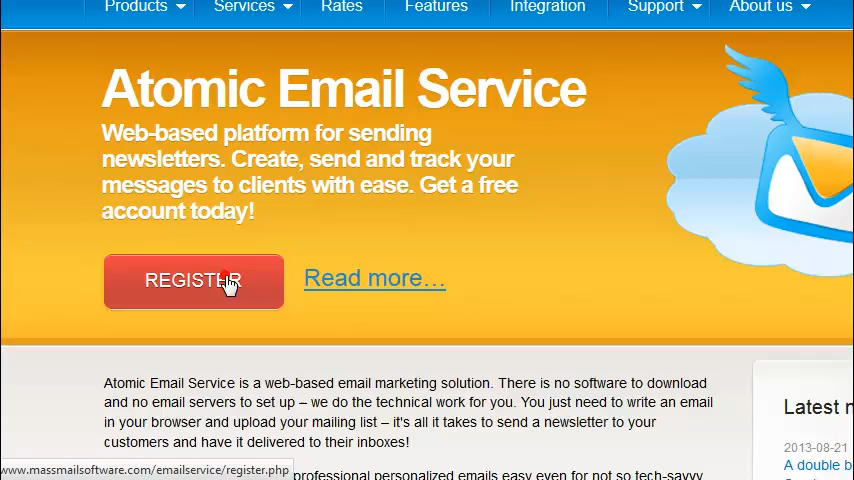 Products Services Rates Features Integration Support About us
Atomic Email Service
Web-based platform for sending
newsletters. Create, send and track your
messages to clients with ease. Get a free
account today!
REGISTER Read more...
Atomic Email Service is a web-based email marketing solution. There is no software to download
and no email servers to set up – we do the technical work for you. You just need to write an email
in your browser and upload your mailing list – it's all it takes to send a newsletter to your
customers and have it delivered to their inboxes!
Latest
2013-08-21
A double
www.massmailsoftware.com/emailservice/register.php
professional personalized emails easy even for not so tech-savvy